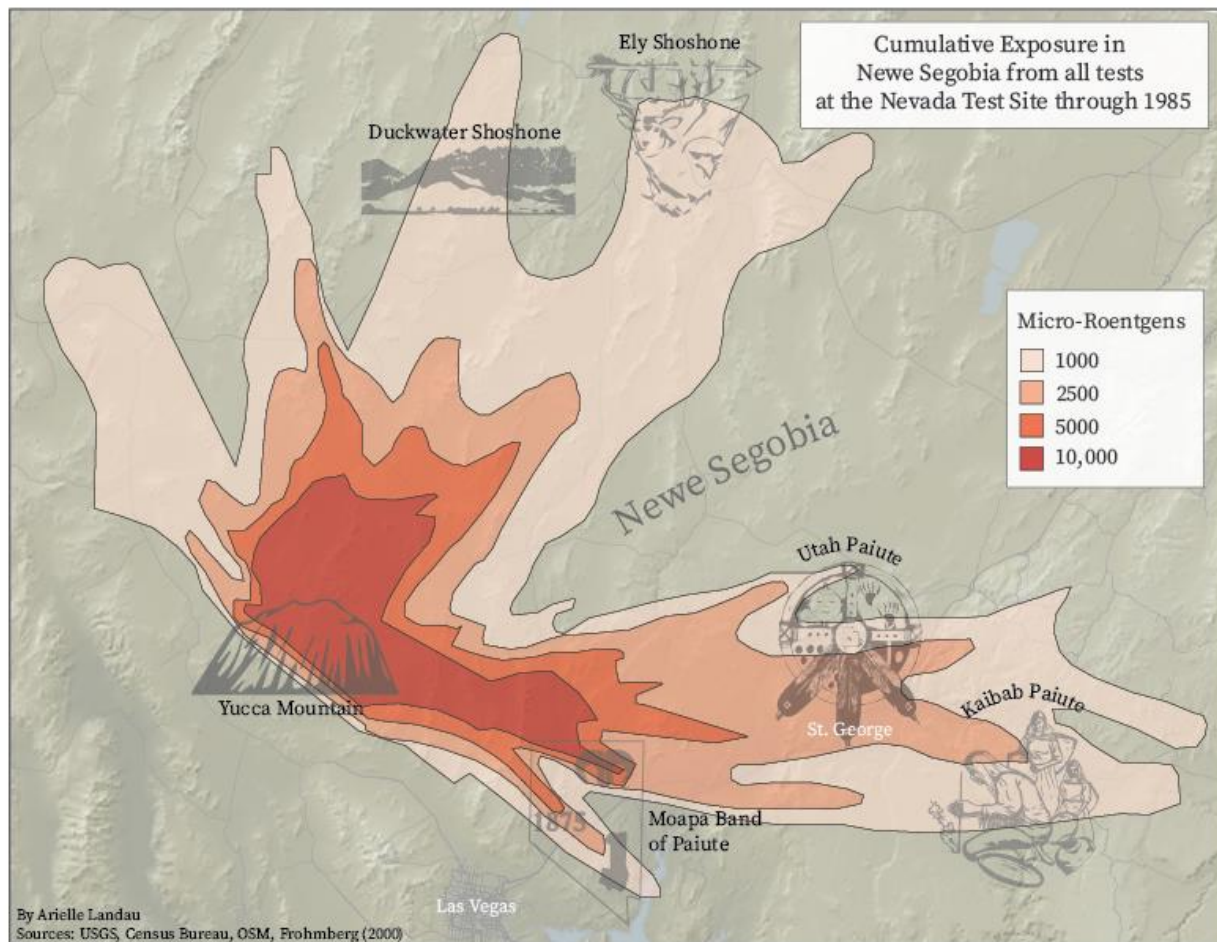 Ely Shoshone
Cumulative Exposure in
Newe Segobia from all tests
at the Nevada Test Site through 1985
Duckwater Shoshone
Micro-Roentgens
1000
2500
5000
10,000
Newe Segobia
Utah Paiute
Kaibab Paiute
Yucca Mountain
St. George
1875
Moapa Band
of Paiute
Las Vegas
By Arielle Landau
Sources: USGS, Census Bureau, OSM, Frohmberg (2000)